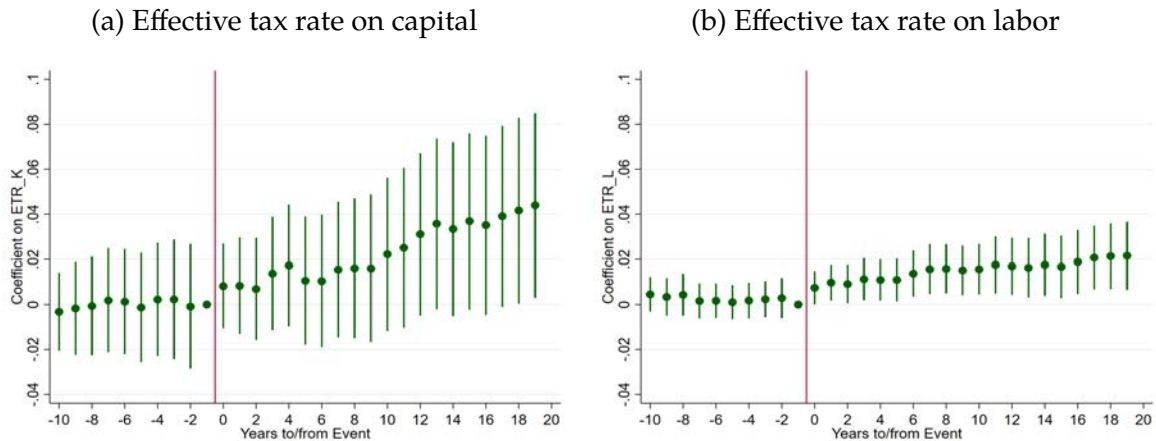 (a) Effective tax rate on capital
Coefficient on ETR_K
.1
.08
.06
.04
.02
0
-.02
-.04
-10 -8 -6 -4 -2 0 2 4 6 8 10 12 14 16 18 20
Years to/from Event
(b) Effective tax rate on labor
Coefficient on ETR_L
.1
.08
.06
.04
.02
0
-.02
-.04
-10 -8 -6 -4 -2 0 2 4 6 8 10 12 14 16 18 20
Years to/from Event